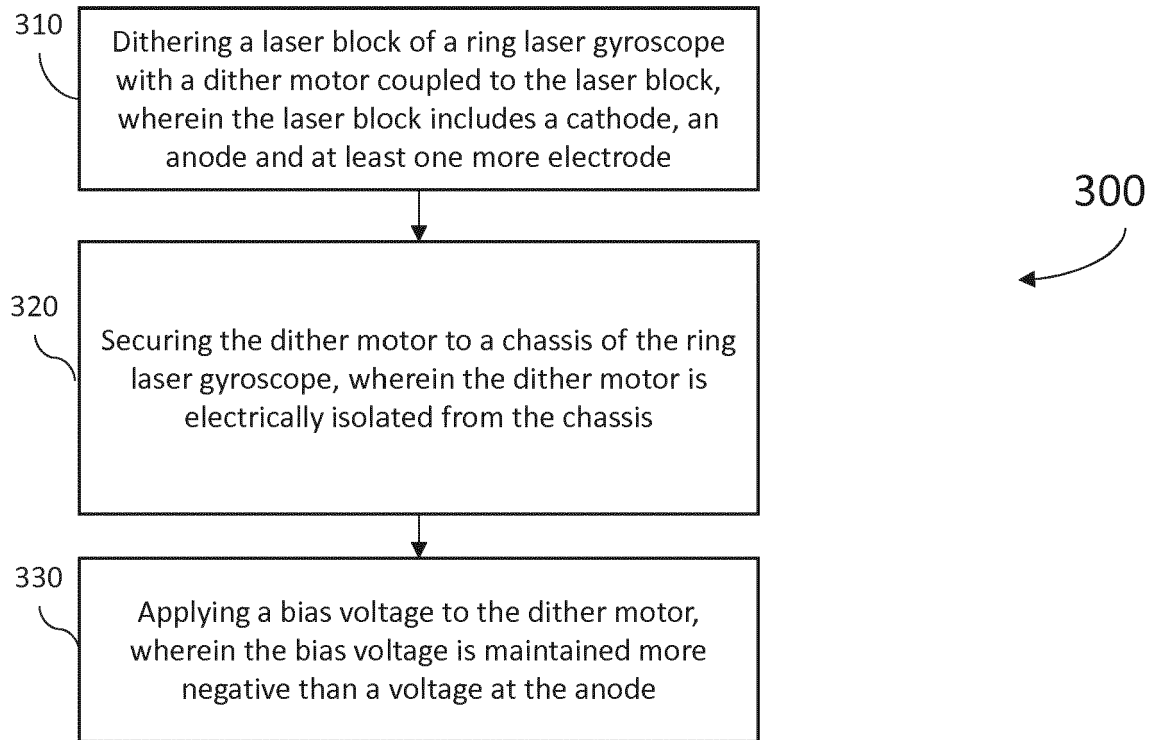 310
Dithering a laser block of a ring laser gyroscope
with a dither motor coupled to the laser block,
wherein the laser block includes a cathode, an
anode and at least one more electrode
300
320
Securing the dither motor to a chassis of the ring
laser gyroscope, wherein the dither motor is
electrically isolated from the chassis
330
Applying a bias voltage to the dither motor,
wherein the bias voltage is maintained more
negative than a voltage at the anode